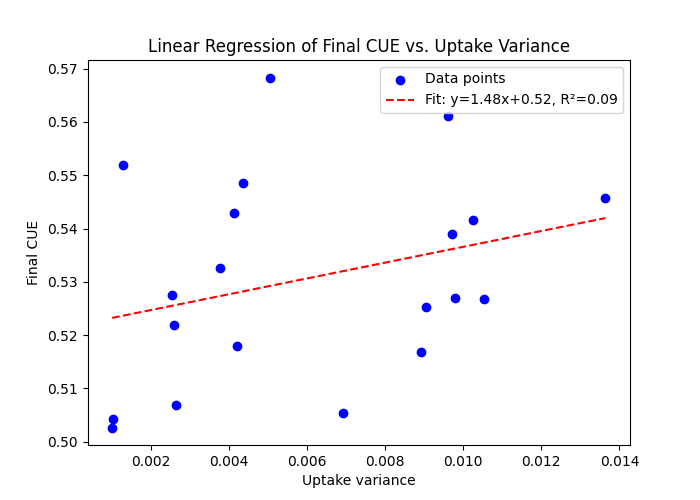 Linear Regression of Final CUE vs. Uptake Variance
Data points
Fit: y=1.48x+0.52, R²=0.09
0.57
0.56
0.55
0.54
0.53
0.52
0.51
0.50
Final CUE
0.002 0.004 0.006 0.008 0.010 0.012 0.014
Uptake variance